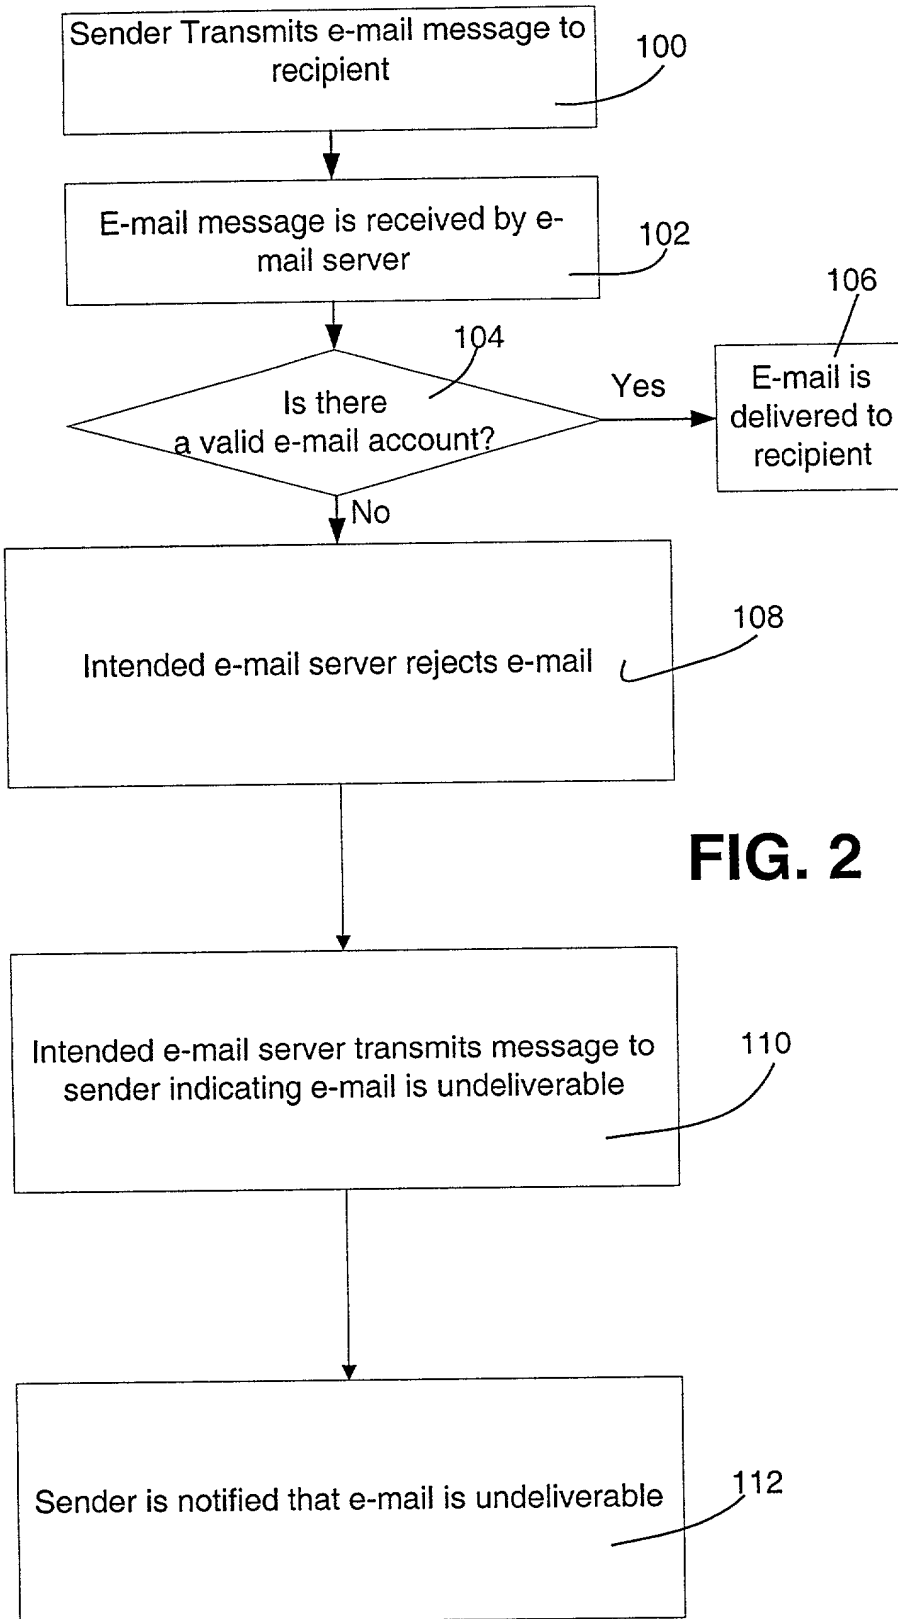 Sender Transmits e-mail message to
recipient
100
E-mail message is received by e-
mail server
102
104
106
Is there
a valid e-mail account?
Yes
E-mail is
delivered to
recipient
No
Intended e-mail server rejects e-mail
108
FIG. 2
Intended e-mail server transmits message to
sender indicating e-mail is undeliverable
110
Sender is notified that e-mail is undeliverable
112